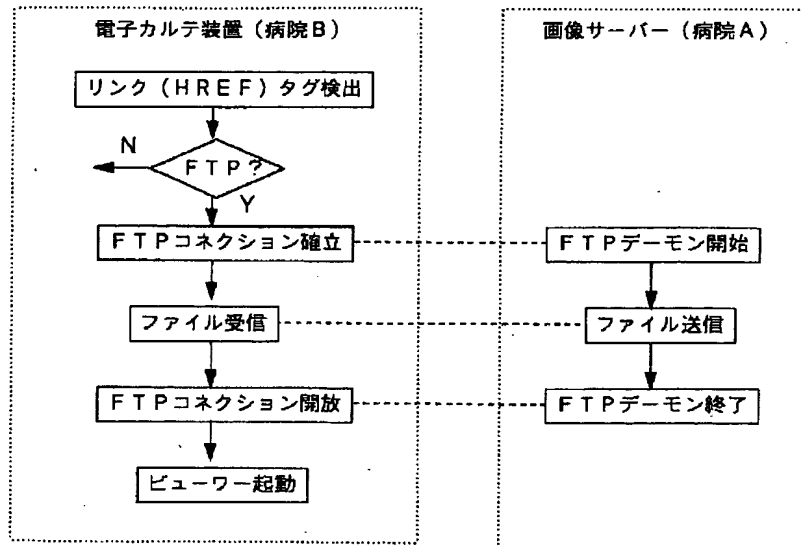 電子カルテ装置（病院B）
リンク（HREF）タグ検出
FTP？
N
Y
FTPコネクション確立
ファイル受信
FTPコネクション開放
ビューワー起動
画像サーバー（病院A）
FTPデーモン開始
ファイル送信
FTPデーモン終了